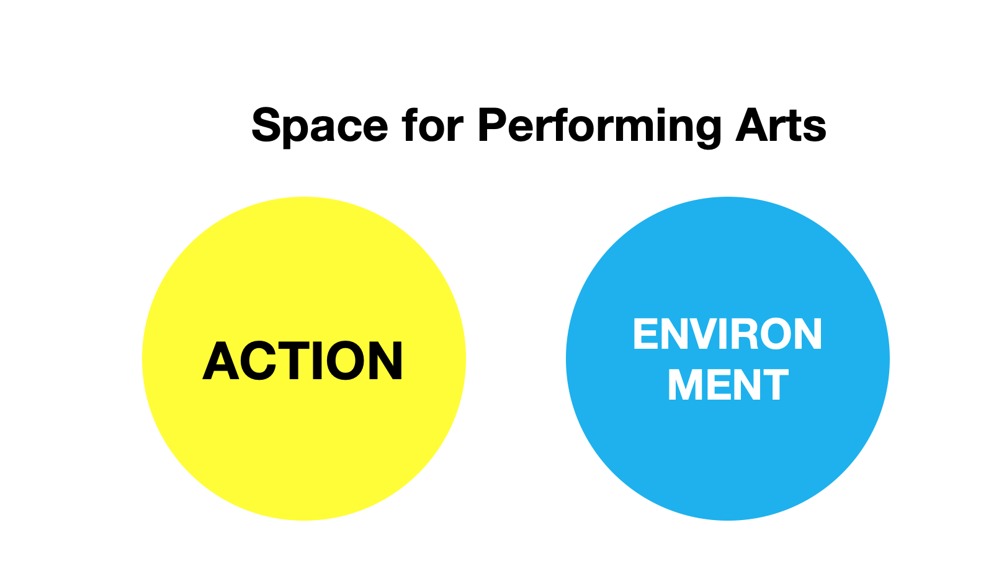 Space for Performing Arts
ACTION
ENVIRON
MENT